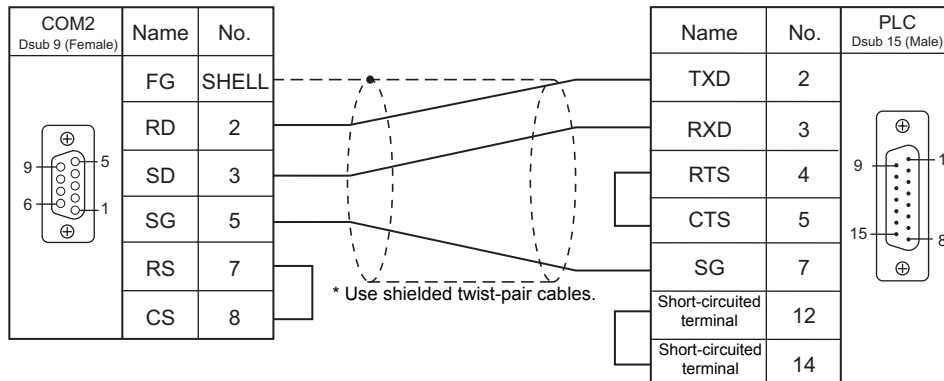 COM2
Dsub 9 (Female)
Name No.
FG SHELL
RD 2
SD 3
SG 5
RS 7
CS 8
9
5
6
1
* Use shielded twist-pair cables.
Name No.
PLC
Dsub 15 (Male)
TXD 2
RXD 3
RTS 4
CTS 5
SG 7
Short-circuited
terminal
12
Short-circuited
terminal
14
9
1
15
8